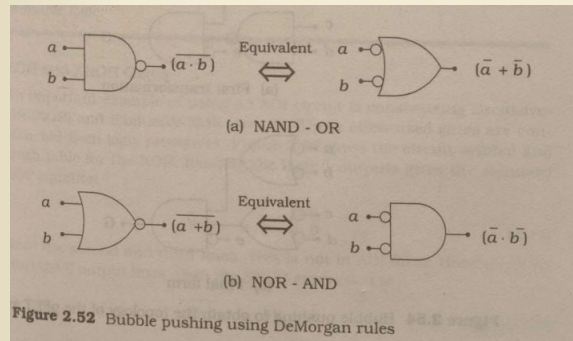 a
b
(a · b)̅
Equivalent
⇔
a
b
(a̅ + b̅)
(a) NAND - OR
a
b
(a +b)̅
Equivalent
⇔
a
b
(a̅ · b̅)
(b) NOR - AND
Figure 2.52 Bubble pushing using DeMorgan rules